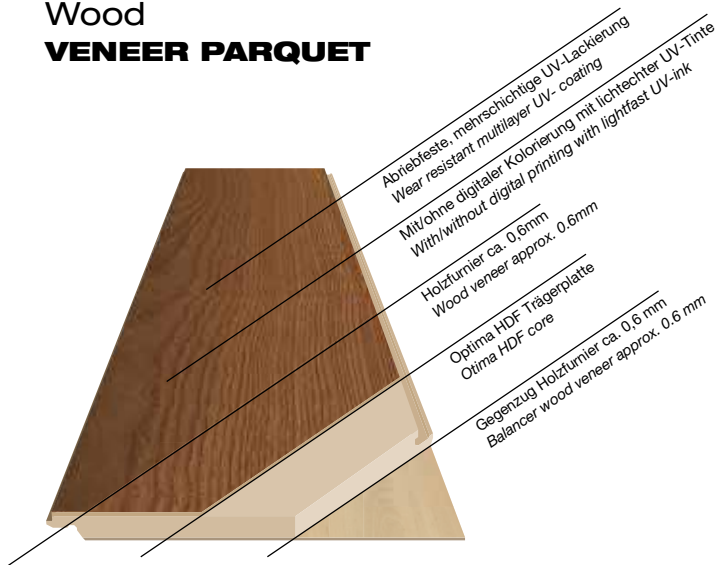 Wood
VENEER PARQUET
Abriebfeste, mehrschichtige UV-Lackierung
Wear resistant multilayer UV- coating
Mit/ohne digitaler Kolorierung mit lichtechter UV-Tinte
With/without digital printing with lightfast UV-ink
Holzfurnier ca. 0,6mm
Wood veneer approx. 0.6mm
Optima HDF Trägerplatte
Otima HDF core
Gegenzug Holzfurnier ca. 0,6 mm
Balancer wood veneer approx. 0.6 mm